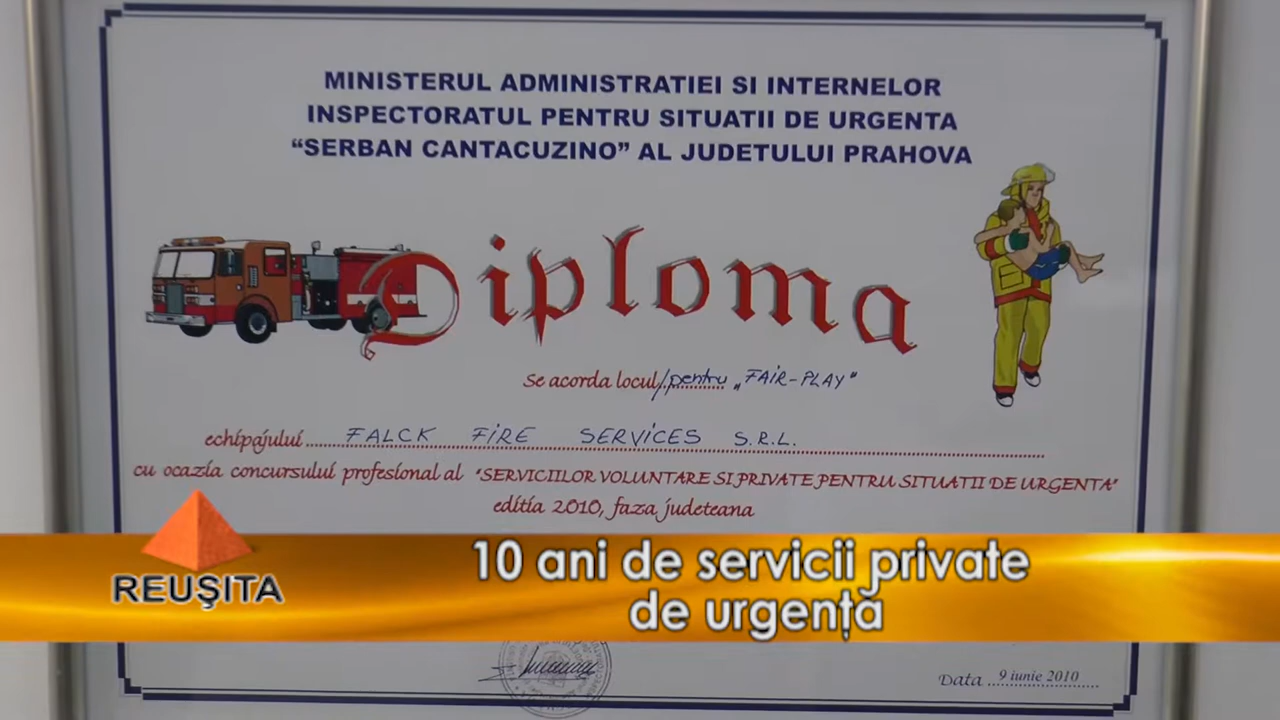 MINISTERUL ADMINISTRATIEI SI INTERNELOR
INSPECTORATUL PENTRU SITUATII DE URGENTA
“SERBAN CANTACUZINO” AL JUDETULUI PRAHOVA
Diploma
Se acorda locul/pentru „FAIR-PLAY”
echipajului FALCK FIRE SERVICES S.R.L.
cu ocazia concursului profesional al "SERVICIILOR VOLUNTARE SI PRIVATE PENTRU SITUATII DE URGENTA"
editia 2010, faza judeteana
REUŞITA
10 ani de servicii private
de urgență
Data 9 iunie 2010